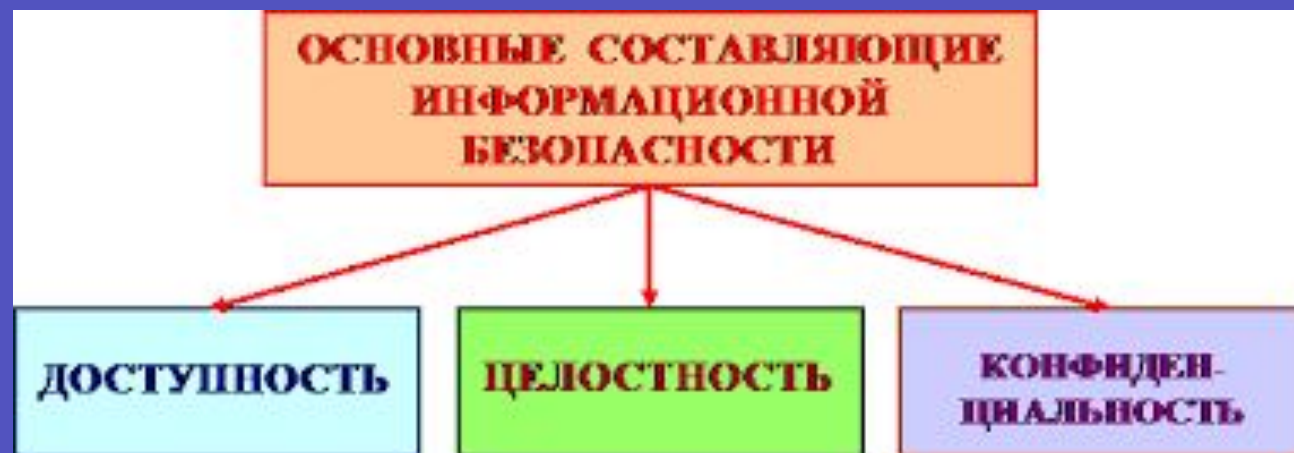 ОСНОВНЫЕ СОСТАВЛЯЮЩИЕ
ИНФОРМАЦИОННОЙ
БЕЗОПАСНОСТИ
ДОСТУПНОСТЬ
ЦЕЛОСТНОСТЬ
КОНФИДЕН-
ЦИАЛЬНОСТЬ